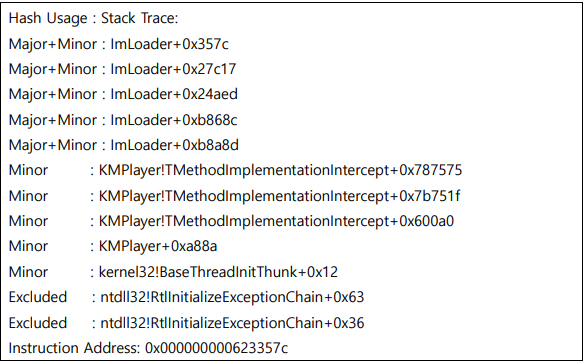 Hash Usage : Stack Trace:
Major+Minor : ImLoader+0x357c
Major+Minor : ImLoader+0x27c17
Major+Minor : ImLoader+0x24aed
Major+Minor : ImLoader+0xb868c
Major+Minor : ImLoader+0xb8a8d
Minor : KMPlayer!TMethodImplementationIntercept+0x787575
Minor : KMPlayer!TMethodImplementationIntercept+0x7b751f
Minor : KMPlayer!TMethodImplementationIntercept+0x600a0
Minor : KMPlayer+0xa88a
Minor : kernel32!BaseThreadInitThunk+0x12
Excluded : ntdll32!RtlInitializeExceptionChain+0x63
Excluded : ntdll32!RtlInitializeExceptionChain+0x36
Instruction Address: 0x000000000623357c